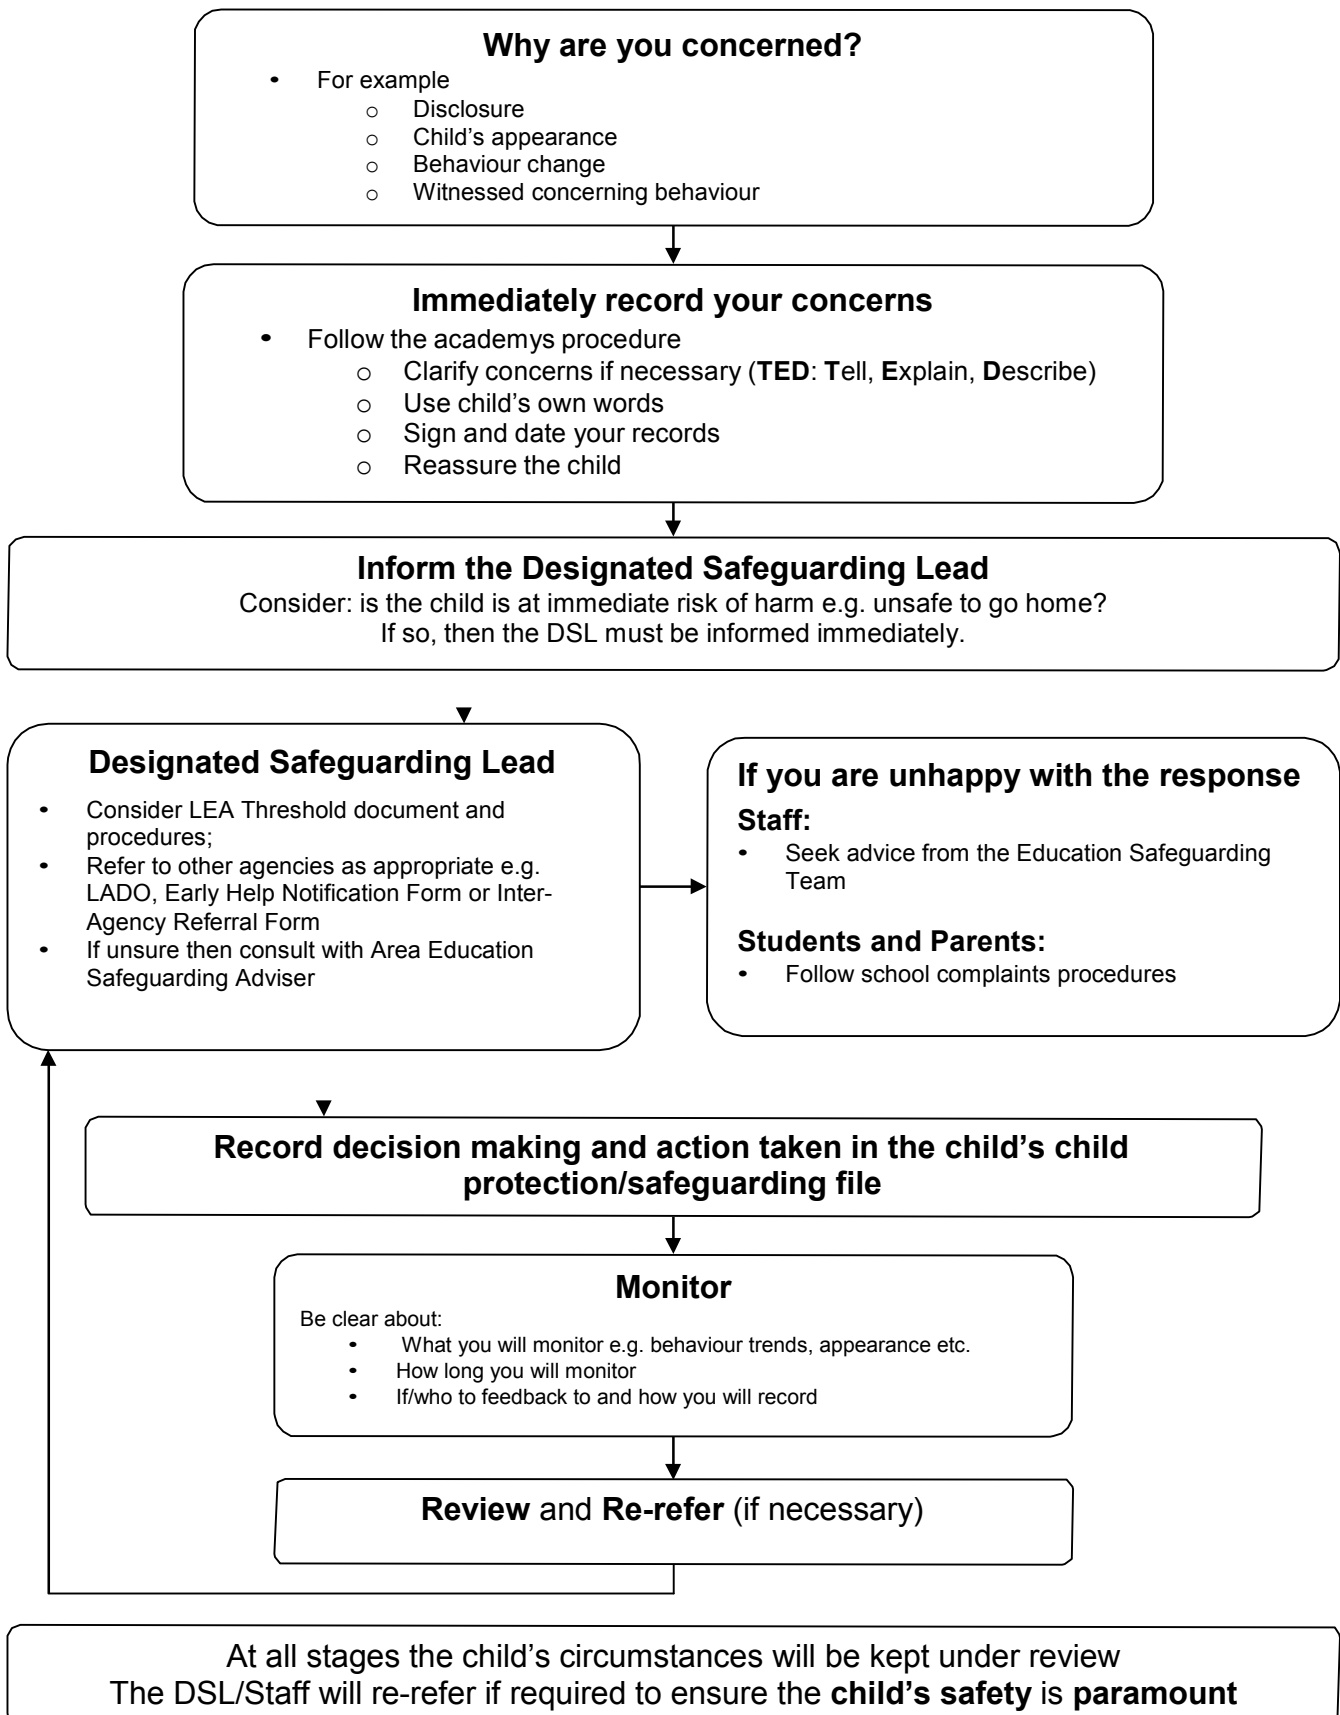 Why are you concerned?
• For example
o Disclosure
o Child’s appearance
o Behaviour change
o Witnessed concerning behaviour
Immediately record your concerns
• Follow the academys procedure
o Clarify concerns if necessary (TED: Tell, Explain, Describe)
o Use child’s own words
o Sign and date your records
o Reassure the child
Inform the Designated Safeguarding Lead
Consider: is the child is at immediate risk of harm e.g. unsafe to go home?
If so, then the DSL must be informed immediately.
Designated Safeguarding Lead
• Consider LEA Threshold document and
procedures;
• Refer to other agencies as appropriate e.g.
LADO, Early Help Notification Form or Inter-
Agency Referral Form
• If unsure then consult with Area Education
Safeguarding Adviser
If you are unhappy with the response
Staff:
• Seek advice from the Education Safeguarding
Team
Students and Parents:
• Follow school complaints procedures
Record decision making and action taken in the child’s child
protection/safeguarding file
Monitor
Be clear about:
• What you will monitor e.g. behaviour trends, appearance etc.
• How long you will monitor
• If/who to feedback to and how you will record
Review and Re-refer (if necessary)
At all stages the child’s circumstances will be kept under review
The DSL/Staff will re-refer if required to ensure the child’s safety is paramount